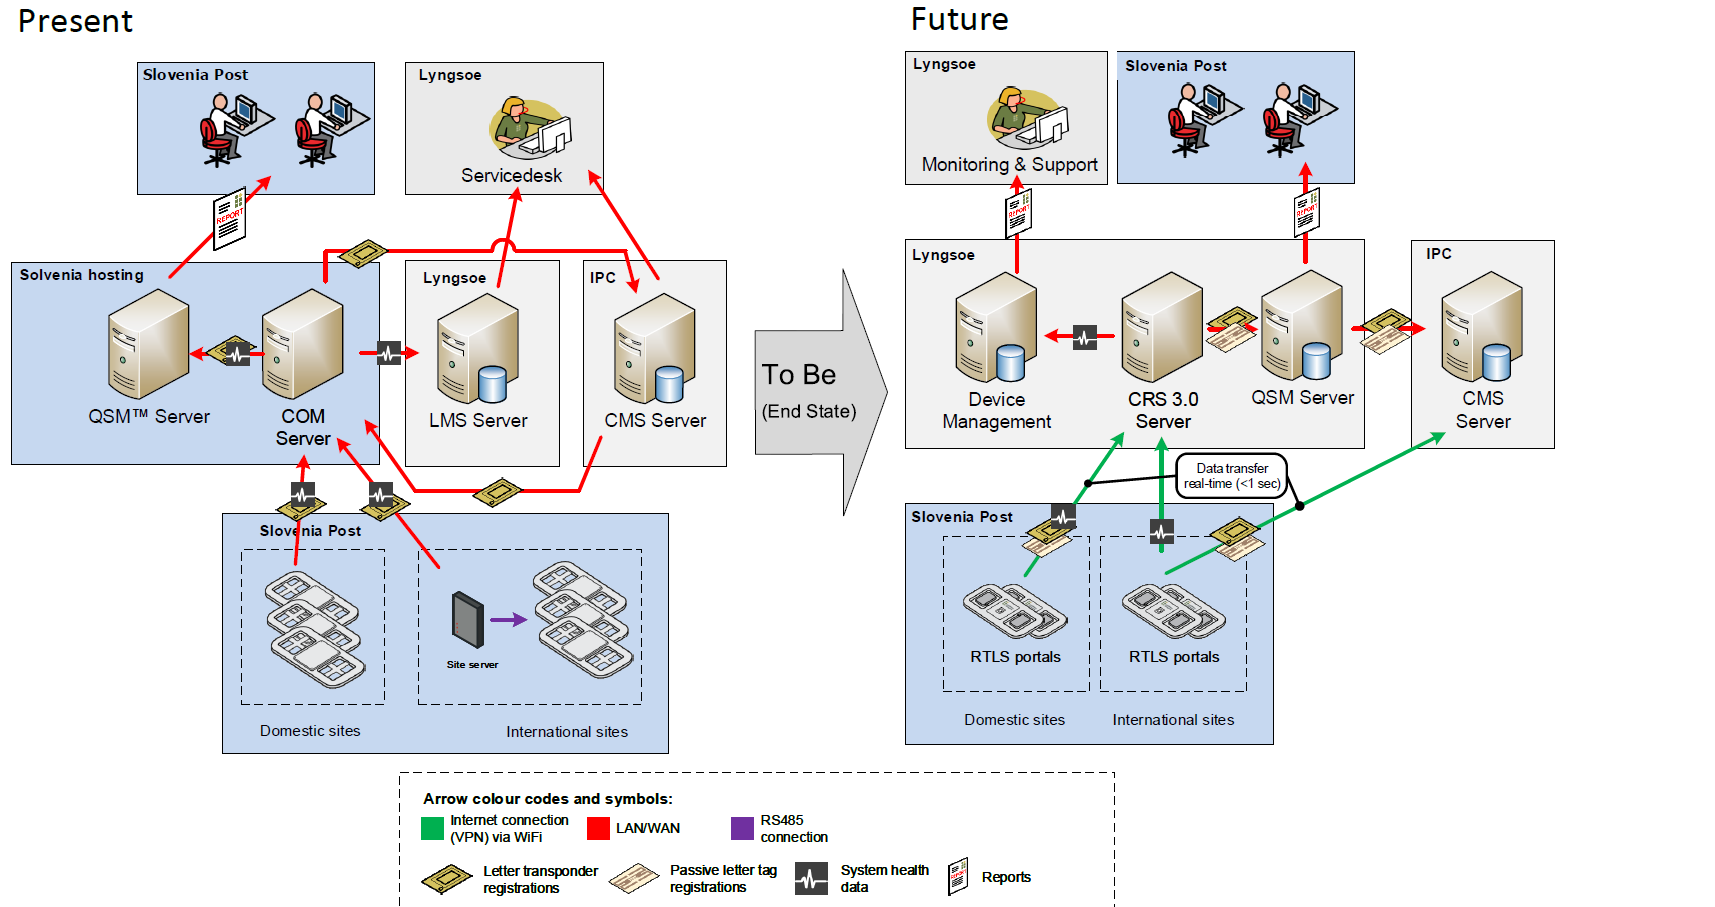 Present
Slovenia Post
Lyngsoe
Servicedesk
REPORT
Solvenia hosting
QSM™ Server
COM
Server
Lyngsoe
LMS Server
IPC
CMS Server
Slovenia Post
Site server
Domestic sites
International sites
To Be
(End State)
Future
Lyngsoe
Monitoring & Support
Slovenia Post
REPORT
REPORT
Lyngsoe
Device
Management
CRS 3.0
Server
QSM Server
IPC
CMS
Server
Data transfer
real-time (<1 sec)
Slovenia Post
RTLS portals
RTLS portals
Domestic sites
International sites
Arrow colour codes and symbols:
Internet connection
(VPN) via WiFi
LAN/WAN
RS485
connection
Letter transponder
registrations
Passive letter tag
registrations
System health
data
REPORT
Reports